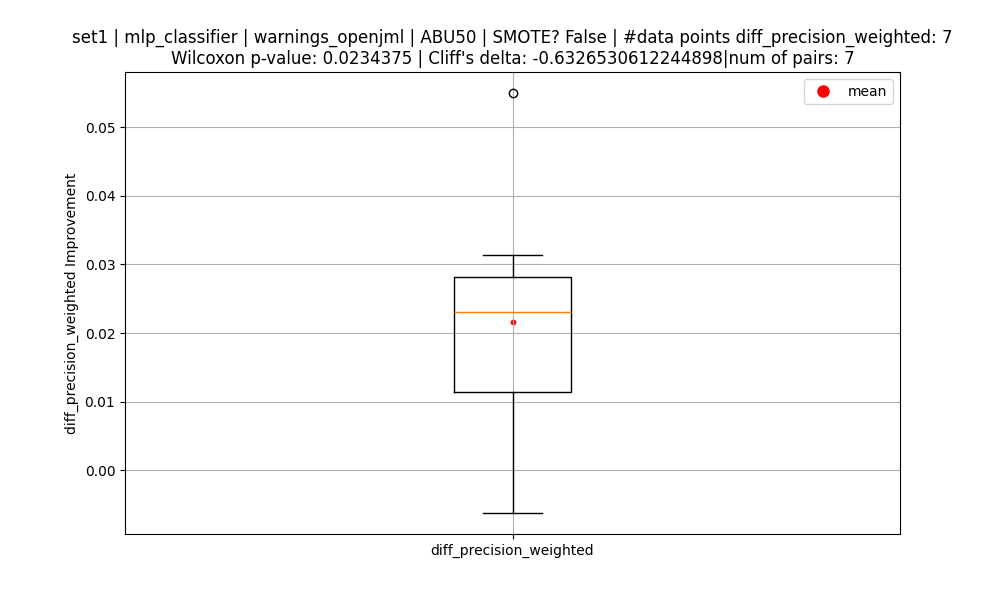 set1 | mlp_classifier | warnings_openjml | ABU50 | SMOTE? False | #data points diff_precision_weighted: 7
Wilcoxon p-value: 0.0234375 | Cliff's delta: -0.6326530612244898|num of pairs: 7
mean
0.05
0.04
0.03
0.02
0.01
0.00
diff_precision_weighted Improvement
diff_precision_weighted